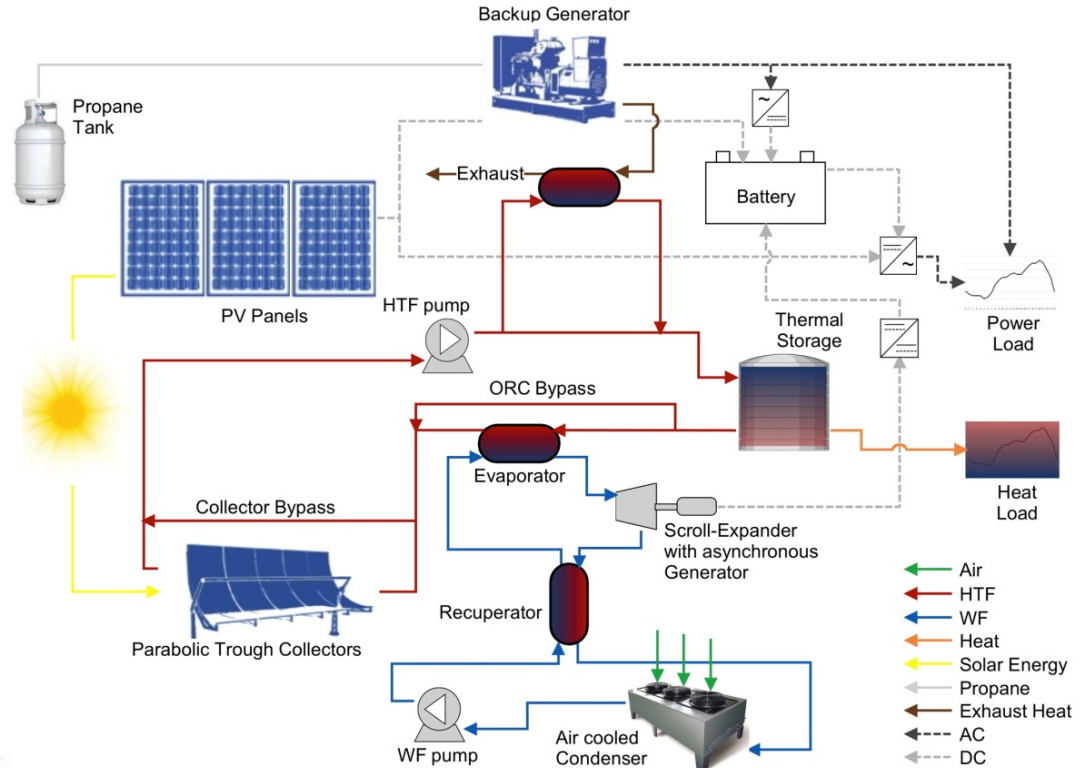 Backup Generator
Propane
Tank
Exhaust
Battery
PV Panels
HTF pump
Thermal
Storage
Power
Load
ORC Bypass
Evaporator
Heat
Load
Collector Bypass
Scroll-Expander
with asynchronous
Generator
Recuperator
Parabolic Trough Collectors
WF pump
Air cooled
Condenser
Air
HTF
WF
Heat
Solar Energy
Propane
Exhaust Heat
AC
DC